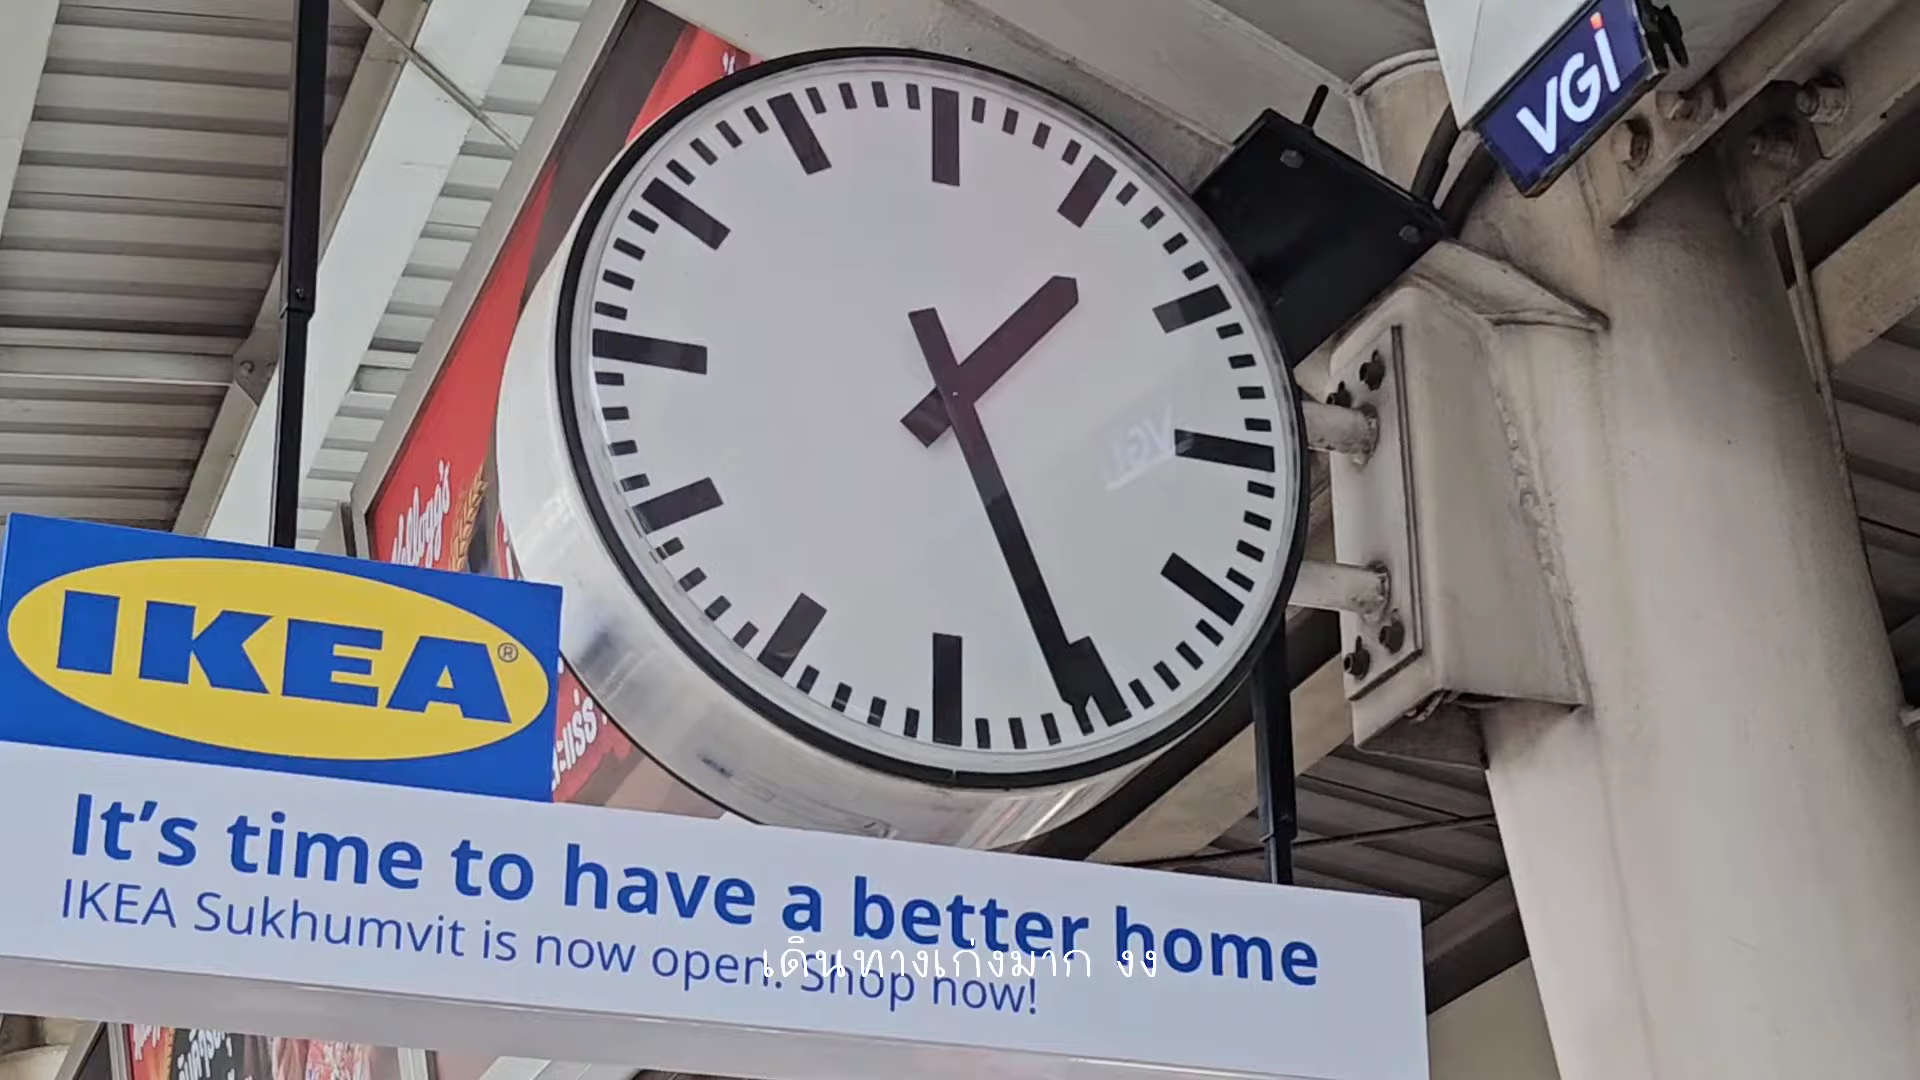 VGI
Kellogg's
IKEA®
It's time to have a better home
IKEA Sukhumvit is now open. Shop now!
เดินทางเก่งมาก งง